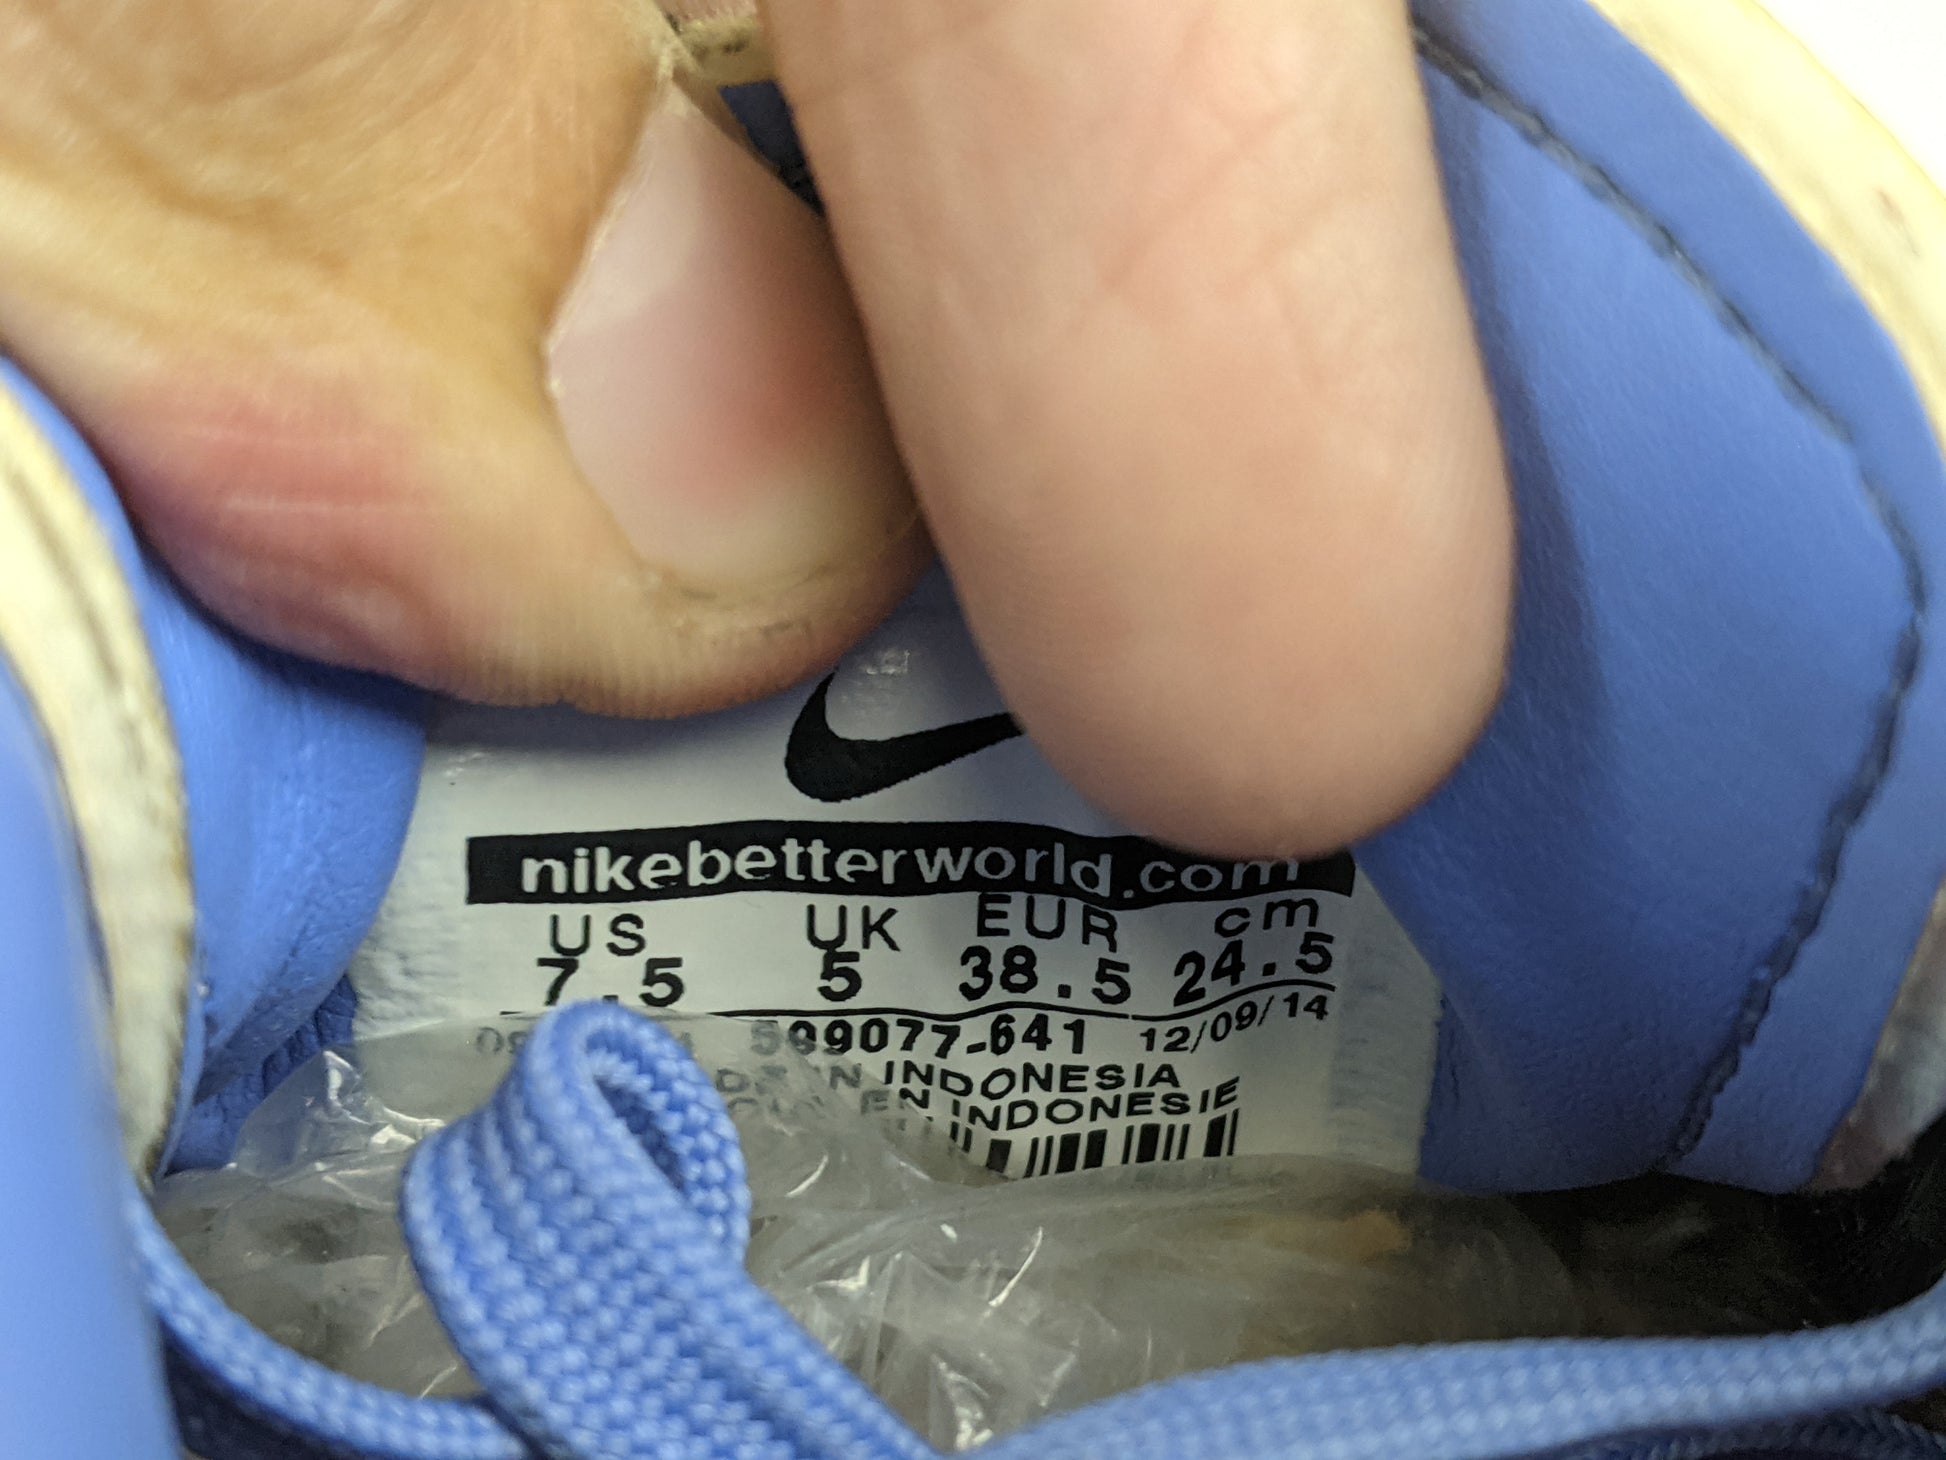 nikebetterworld.com
US UK EUR cm
7.5 5 38.5 24.5
599077-641 12/09/14
IN INDONESIA
EN INDONESIE